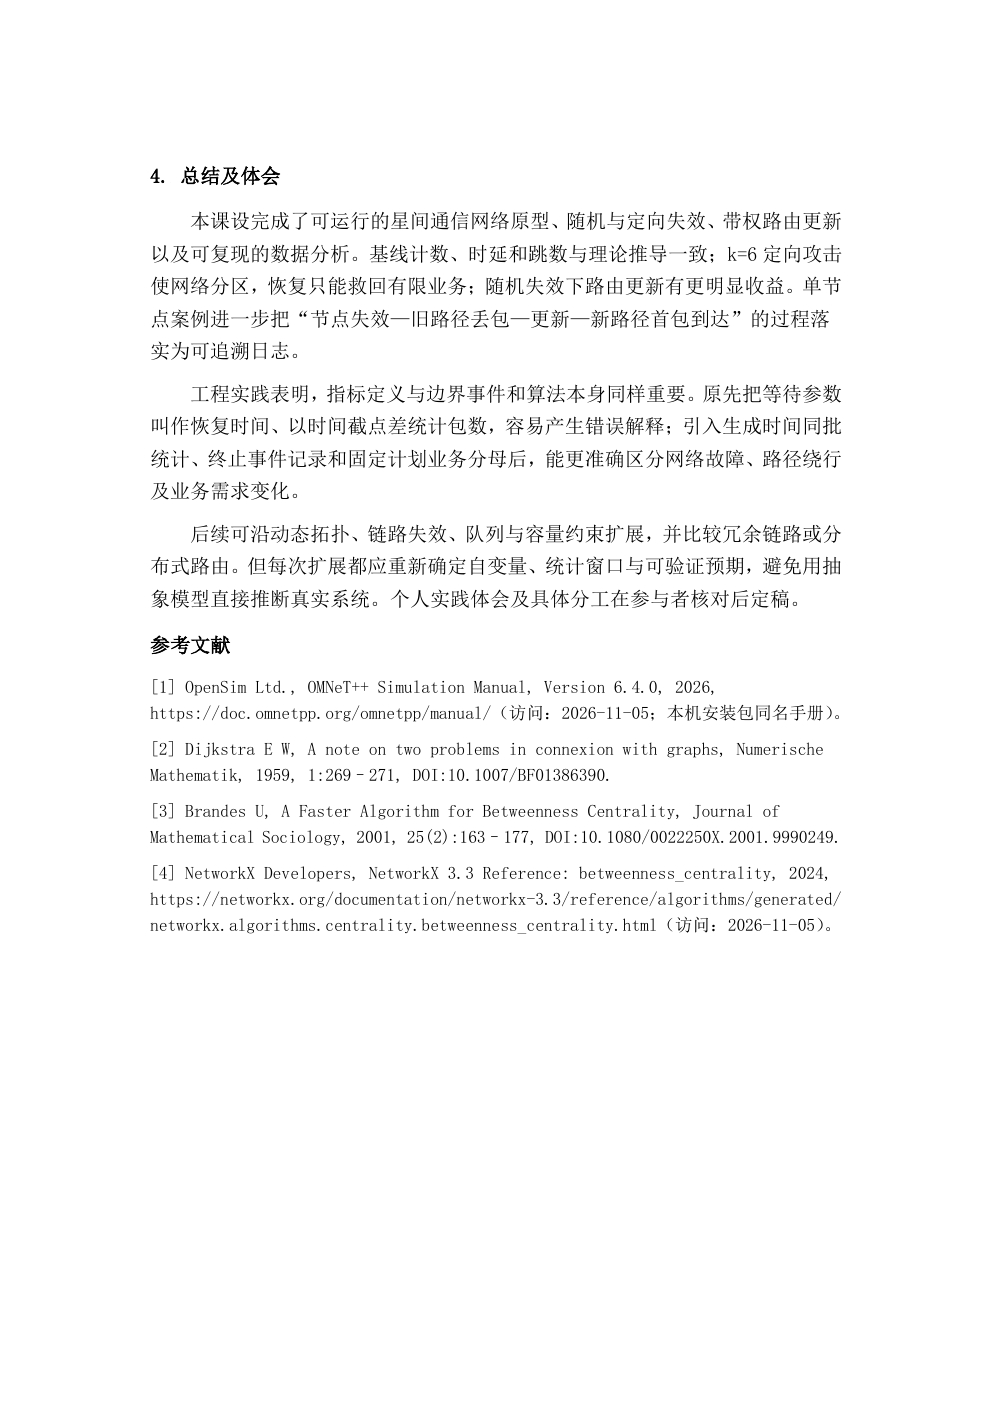 4. 总结及体会
本课设完成了可运行的星间通信网络原型、随机与定向失效、带权路由更新
以及可复现的数据分析。基线计数、时延和跳数与理论推导一致；k=6 定向攻击
使网络分区，恢复只能救回有限业务；随机失效下路由更新有更明显收益。单节
点案例进一步把“节点失效—旧路径丢包—更新—新路径首包到达”的过程落
实为可追溯日志。
工程实践表明，指标定义与边界事件和算法本身同样重要。原先把等待参数
叫作恢复时间、以时间截点差统计包数，容易产生错误解释；引入生成时间同批
统计、终止事件记录和固定计划业务分母后，能更准确区分网络故障、路径绕行
及业务需求变化。
后续可沿动态拓扑、链路失效、队列与容量约束扩展，并比较冗余链路或分
布式路由。但每次扩展都应重新确定自变量、统计窗口与可验证预期，避免用抽
象模型直接推断真实系统。个人实践体会及具体分工在参与者核对后定稿。
参考文献
[1] OpenSim Ltd., OMNeT++ Simulation Manual, Version 6.4.0, 2026,
https://doc.omnetpp.org/omnetpp/manual/（访问：2026-11-05；本机安装包同名手册）。
[2] Dijkstra E W, A note on two problems in connexion with graphs, Numerische
Mathematik, 1959, 1:269–271, DOI:10.1007/BF01386390.
[3] Brandes U, A Faster Algorithm for Betweenness Centrality, Journal of
Mathematical Sociology, 2001, 25(2):163–177, DOI:10.1080/0022250X.2001.9990249.
[4] NetworkX Developers, NetworkX 3.3 Reference: betweenness_centrality, 2024,
https://networkx.org/documentation/networkx-3.3/reference/algorithms/generated/
networkx.algorithms.centrality.betweenness_centrality.html（访问：2026-11-05）。